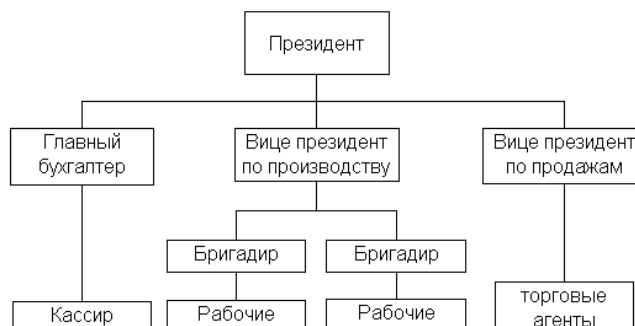 Президент
Главный
бухгалтер
Вице президент
по производству
Вице президент
по продажам
Бригадир
Бригадир
Кассир
Рабочие
Рабочие
торговые
агенты